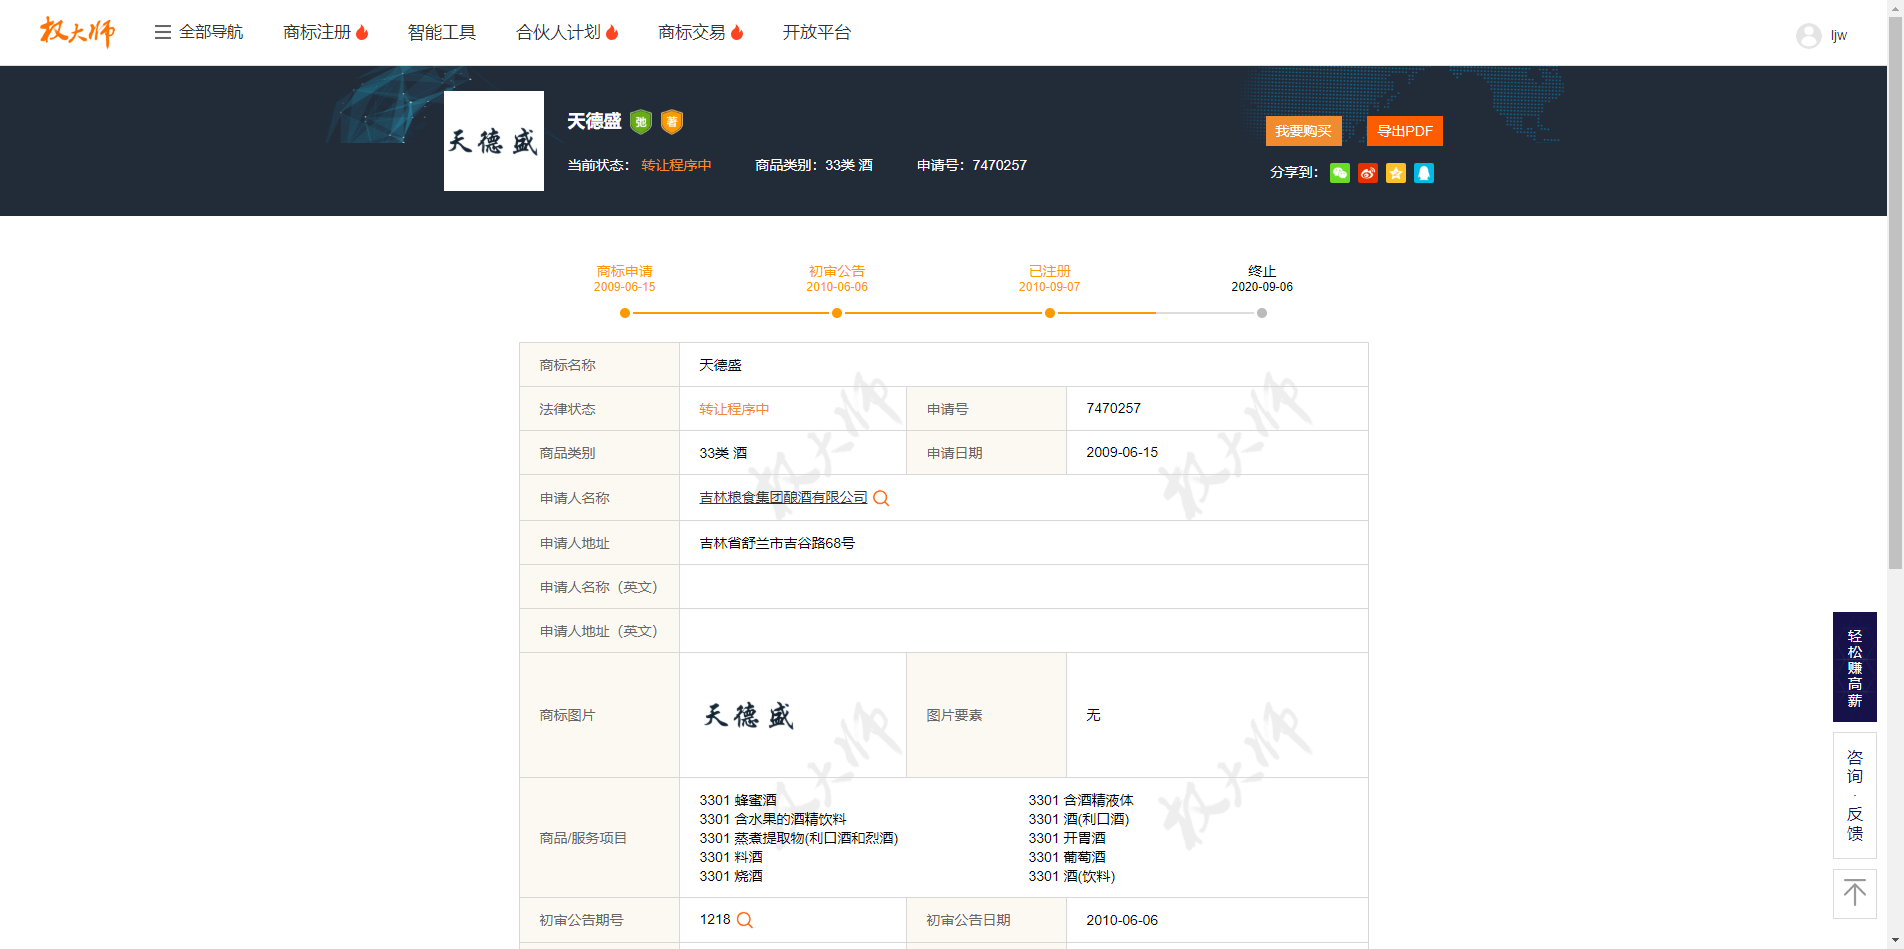 权大师 全部导航 商标注册 智能工具 合伙人计划 商标交易 开放平台 ljw
天德盛
天德盛 弛 著
当前状态： 转让程序中 商品类别：33类 酒 申请号：7470257
我要购买 导出PDF
分享到：
商标申请 初审公告 已注册 终止
2009-06-15 2010-06-06 2010-09-07 2020-09-06
商标名称 天德盛
法律状态 转让程序中 申请号 7470257
商品类别 33类 酒 申请日期 2009-06-15
申请人名称 吉林粮食集团酿酒有限公司
申请人地址 吉林省舒兰市吉谷路68号
申请人名称（英文）
申请人地址（英文）
商标图片 天德盛 图片要素 无
商品/服务项目
3301 蜂蜜酒 3301 含酒精液体
3301 含水果的酒精饮料 3301 酒(利口酒)
3301 蒸煮提取物(利口酒和烈酒) 3301 开胃酒
3301 料酒 3301 葡萄酒
3301 烧酒 3301 酒(饮料)
初审公告期号 1218 初审公告日期 2010-06-06
权大师
权大师
权大师
权大师
轻松赚高薪
咨询·反馈